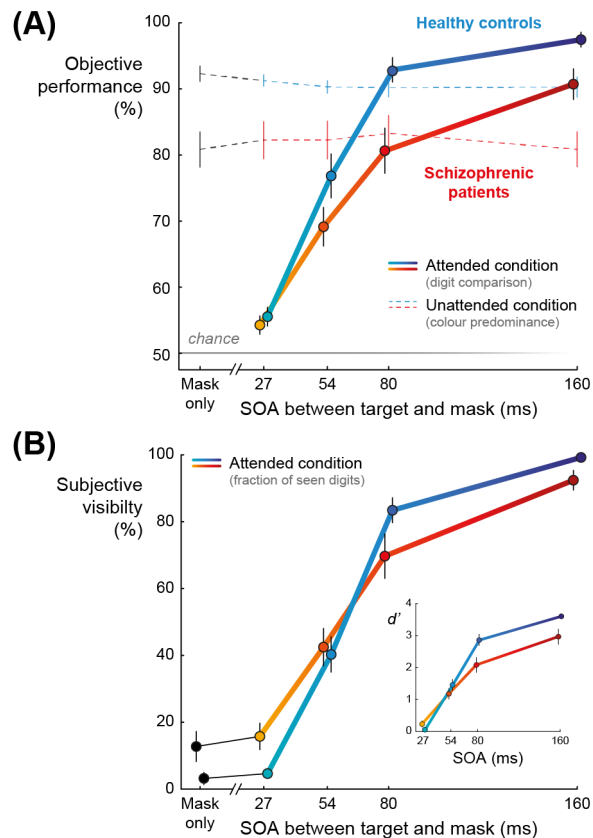 (A)
Objective
performance
(%)
100
90
80
70
60
50
Healthy controls
Schizophrenic
patients
Attended condition
(digit comparison)
Unattended condition
(colour predominance)
chance
Mask
only
27
54
80
160
SOA between target and mask (ms)
(B)
Subjective
visibilty
(%)
100
80
60
40
20
0
Attended condition
(fraction of seen digits)
d'
4
3
2
1
0
27
54
80
160
SOA (ms)
Mask
only
27
54
80
160
SOA between target and mask (ms)